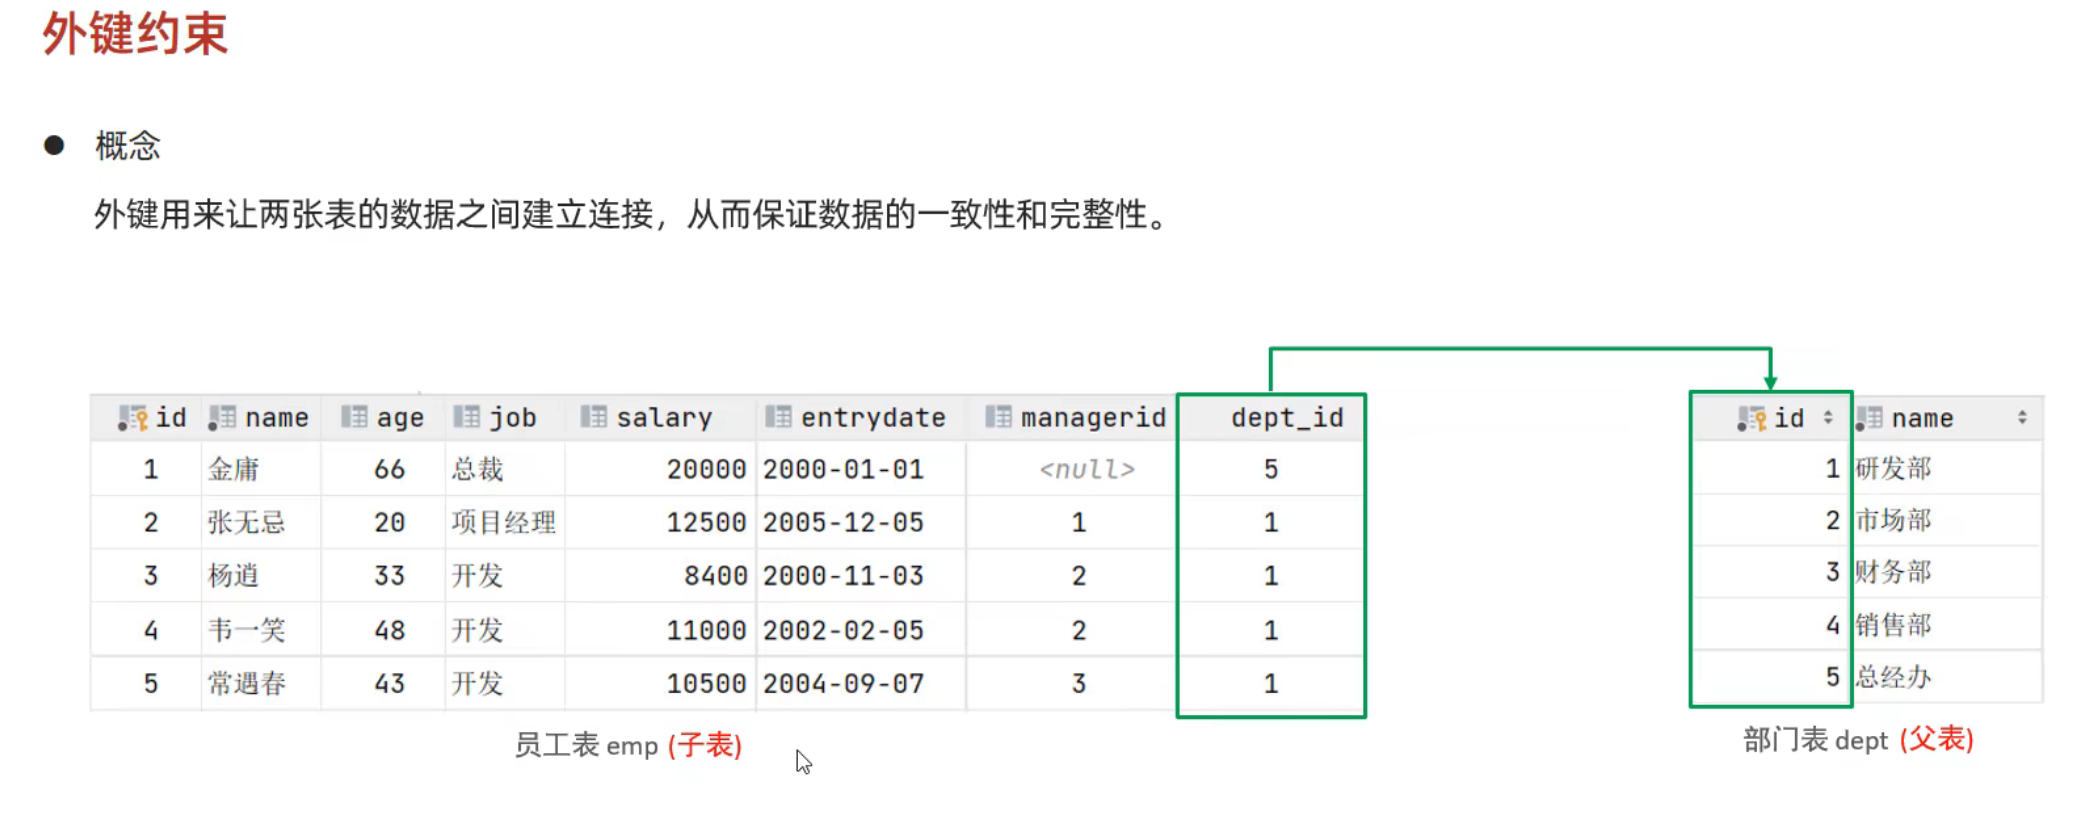 外键约束
● 概念
外键用来让两张表的数据之间建立连接，从而保证数据的一致性和完整性。
id name age job salary entrydate managerid dept_id
1 金庸 66 总裁 20000 2000-01-01 <null> 5
2 张无忌 20 项目经理 12500 2005-12-05 1 1
3 杨逍 33 开发 8400 2000-11-03 2 1
4 韦一笑 48 开发 11000 2002-02-05 2 1
5 常遇春 43 开发 10500 2004-09-07 3 1
员工表 emp (子表)
id name
1 研发部
2 市场部
3 财务部
4 销售部
5 总经办
部门表 dept (父表)